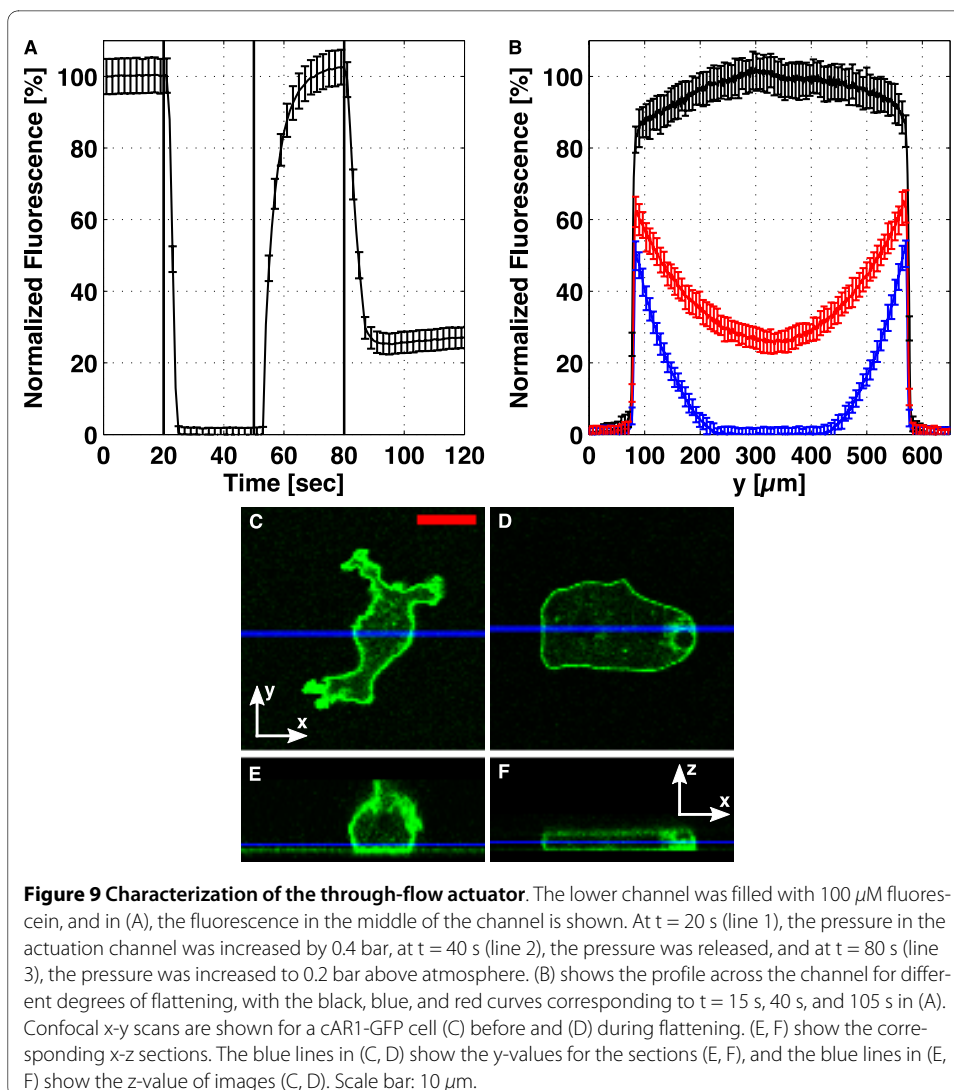 A
B
Normalized Fluorescence [%]
100
80
60
40
20
0
0 20 40 60 80 100 120
Time [sec]
Normalized Fluorescence [%]
100
80
60
40
20
0
0 100 200 300 400 500 600
y [µm]
C
y
x
D
E
F
z
x
Figure 9 Characterization of the through-flow actuator. The lower channel was filled with 100 µM fluores-
cein, and in (A), the fluorescence in the middle of the channel is shown. At t = 20 s (line 1), the pressure in the
actuation channel was increased by 0.4 bar, at t = 40 s (line 2), the pressure was released, and at t = 80 s (line
3), the pressure was increased to 0.2 bar above atmosphere. (B) shows the profile across the channel for differ-
ent degrees of flattening, with the black, blue, and red curves corresponding to t = 15 s, 40 s, and 105 s in (A).
Confocal x-y scans are shown for a cAR1-GFP cell (C) before and (D) during flattening. (E, F) show the corre-
sponding x-z sections. The blue lines in (C, D) show the y-values for the sections (E, F), and the blue lines in (E,
F) show the z-value of images (C, D). Scale bar: 10 µm.